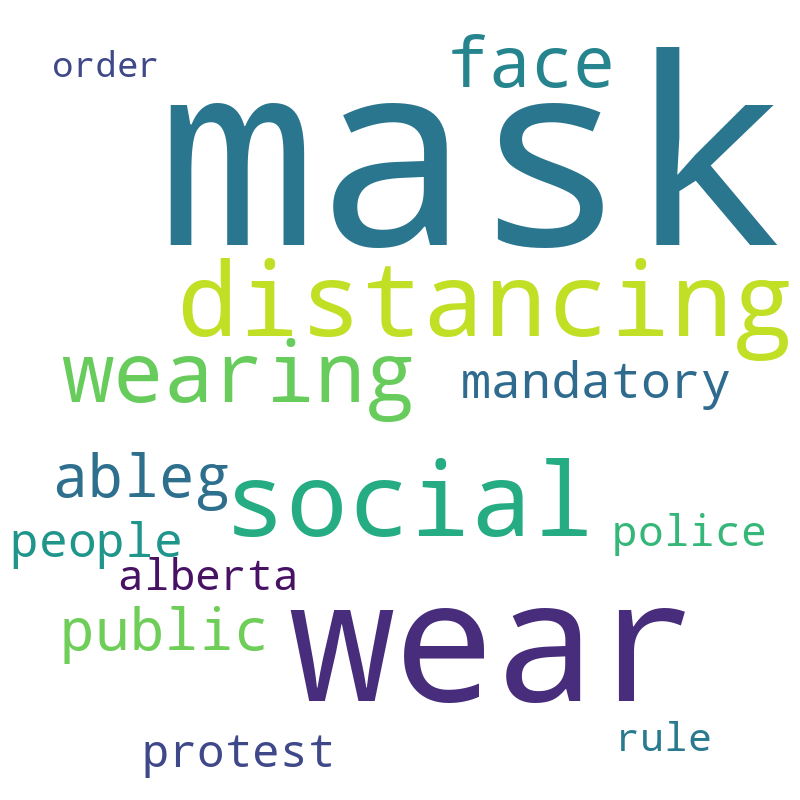 order
face
mask
distancing
wearing
mandatory
ableg
social
people
police
alberta
public
wear
protest
rule